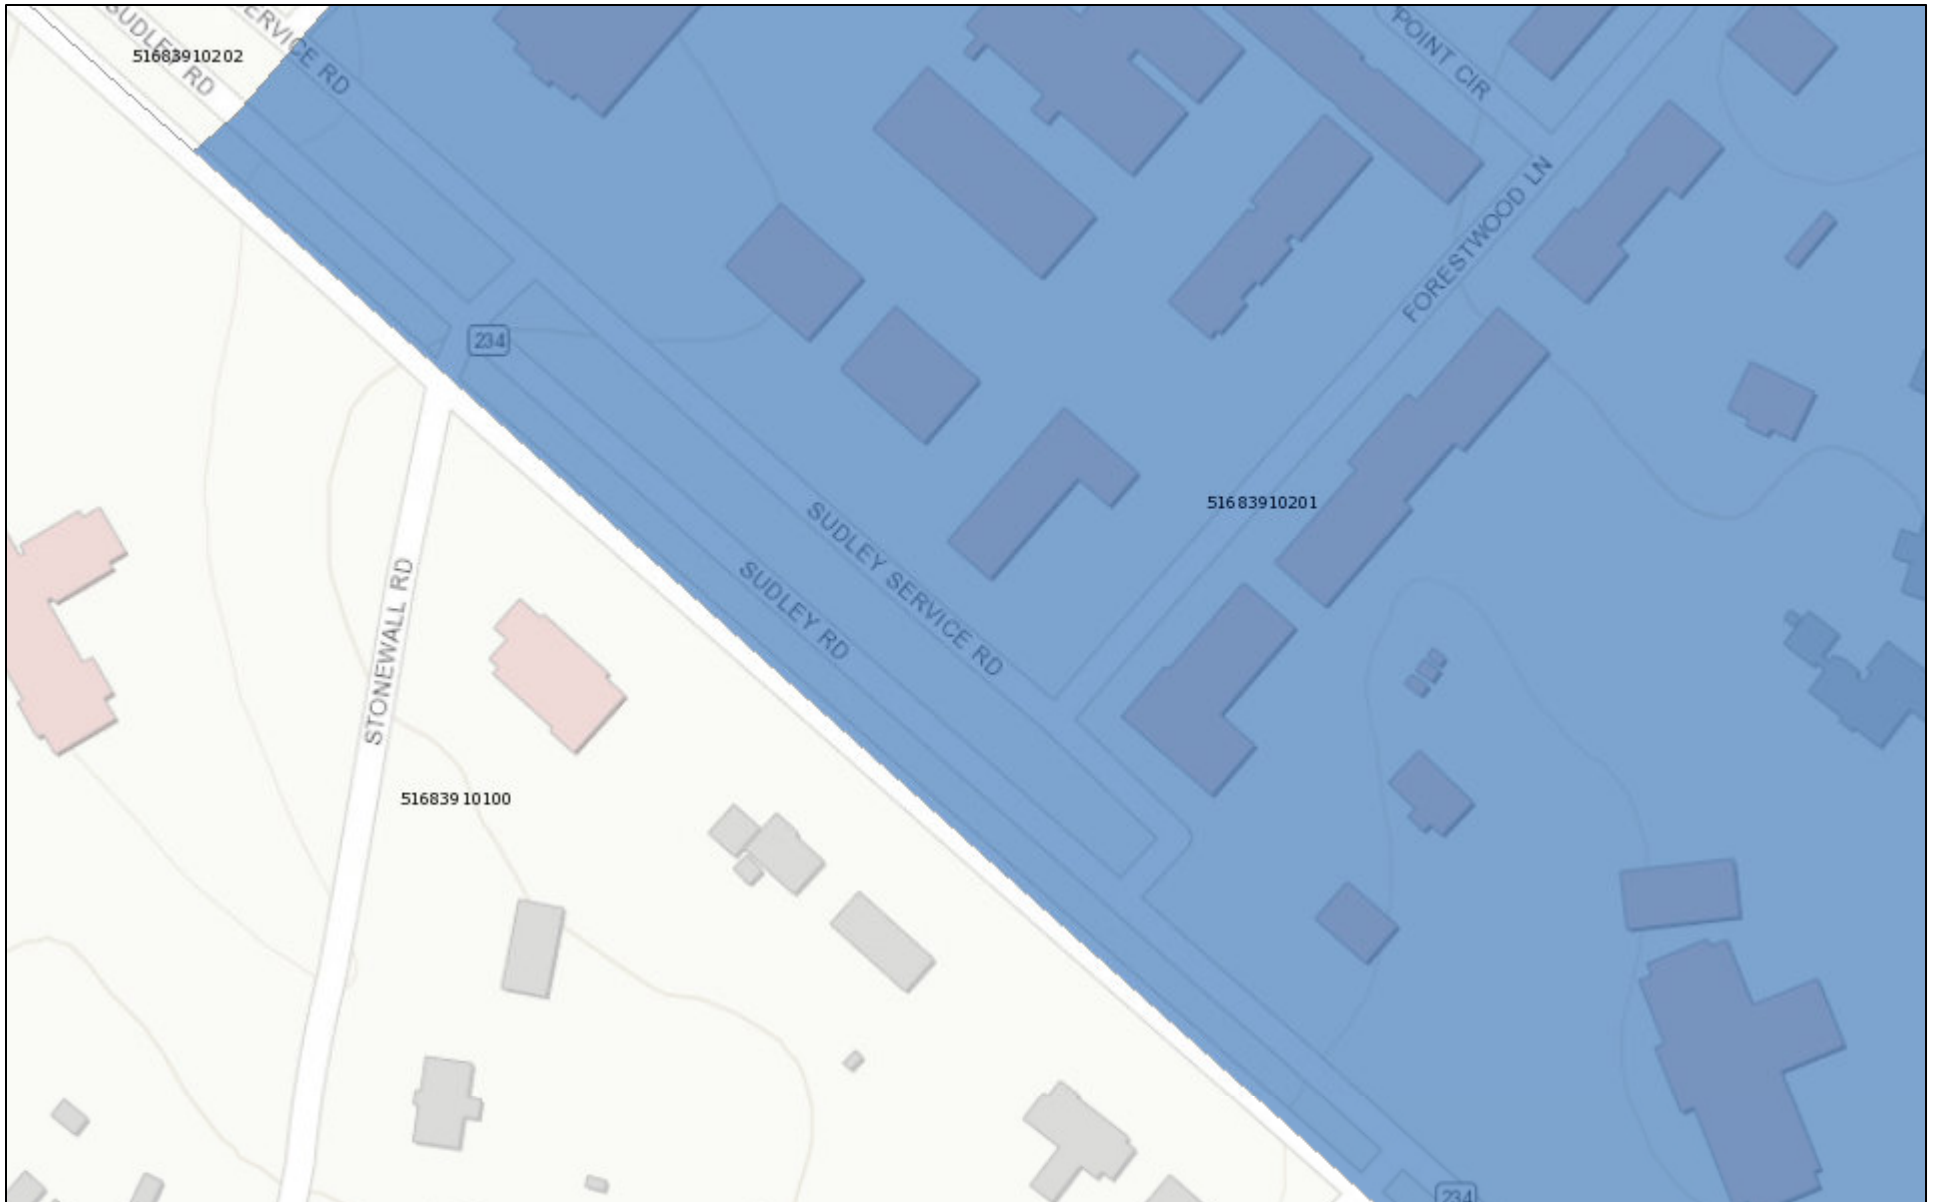 SERVICE RD
SUDLEY RD
51683910202
POINT CIR
FORESTWOOD LN
234
51683910201
SUDLEY SERVICE RD
SUDLEY RD
STONEWALL RD
51683910100
234